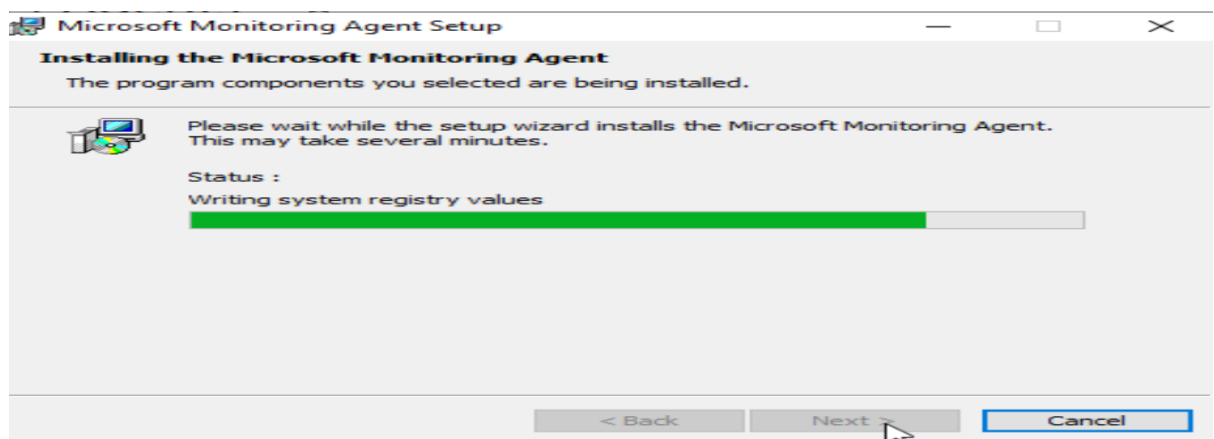 Microsoft Monitoring Agent Setup
Installing the Microsoft Monitoring Agent
The program components you selected are being installed.
Please wait while the setup wizard installs the Microsoft Monitoring Agent.
This may take several minutes.
Status :
Writing system registry values
< Back Next > Cancel